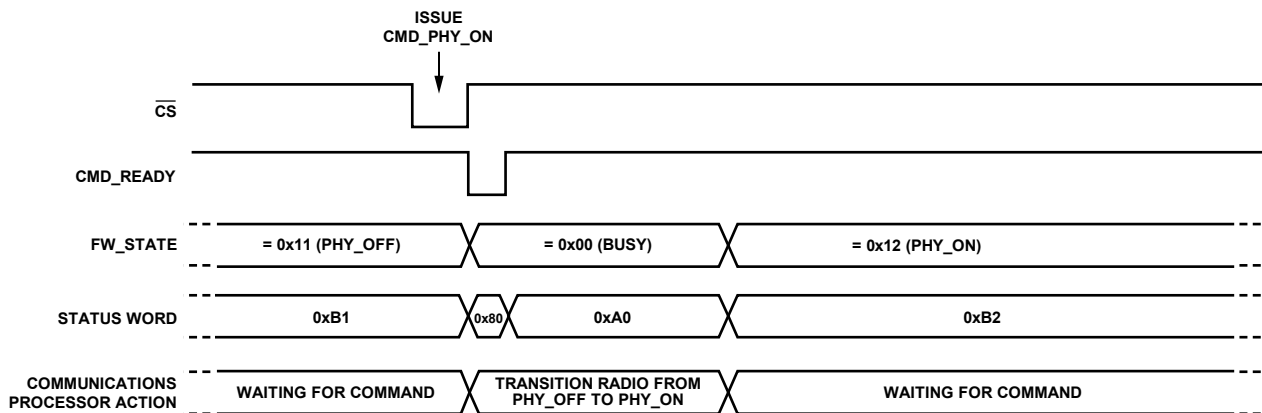 ISSUE
CMD_PHY_ON
CS
CMD_READY
FW_STATE
= 0x11 (PHY_OFF)
= 0x00 (BUSY)
= 0x12 (PHY_ON)
STATUS WORD
0xB1
0x80
0xA0
0xB2
COMMUNICATIONS
PROCESSOR ACTION
WAITING FOR COMMAND
TRANSITION RADIO FROM
PHY_OFF TO PHY_ON
WAITING FOR COMMAND